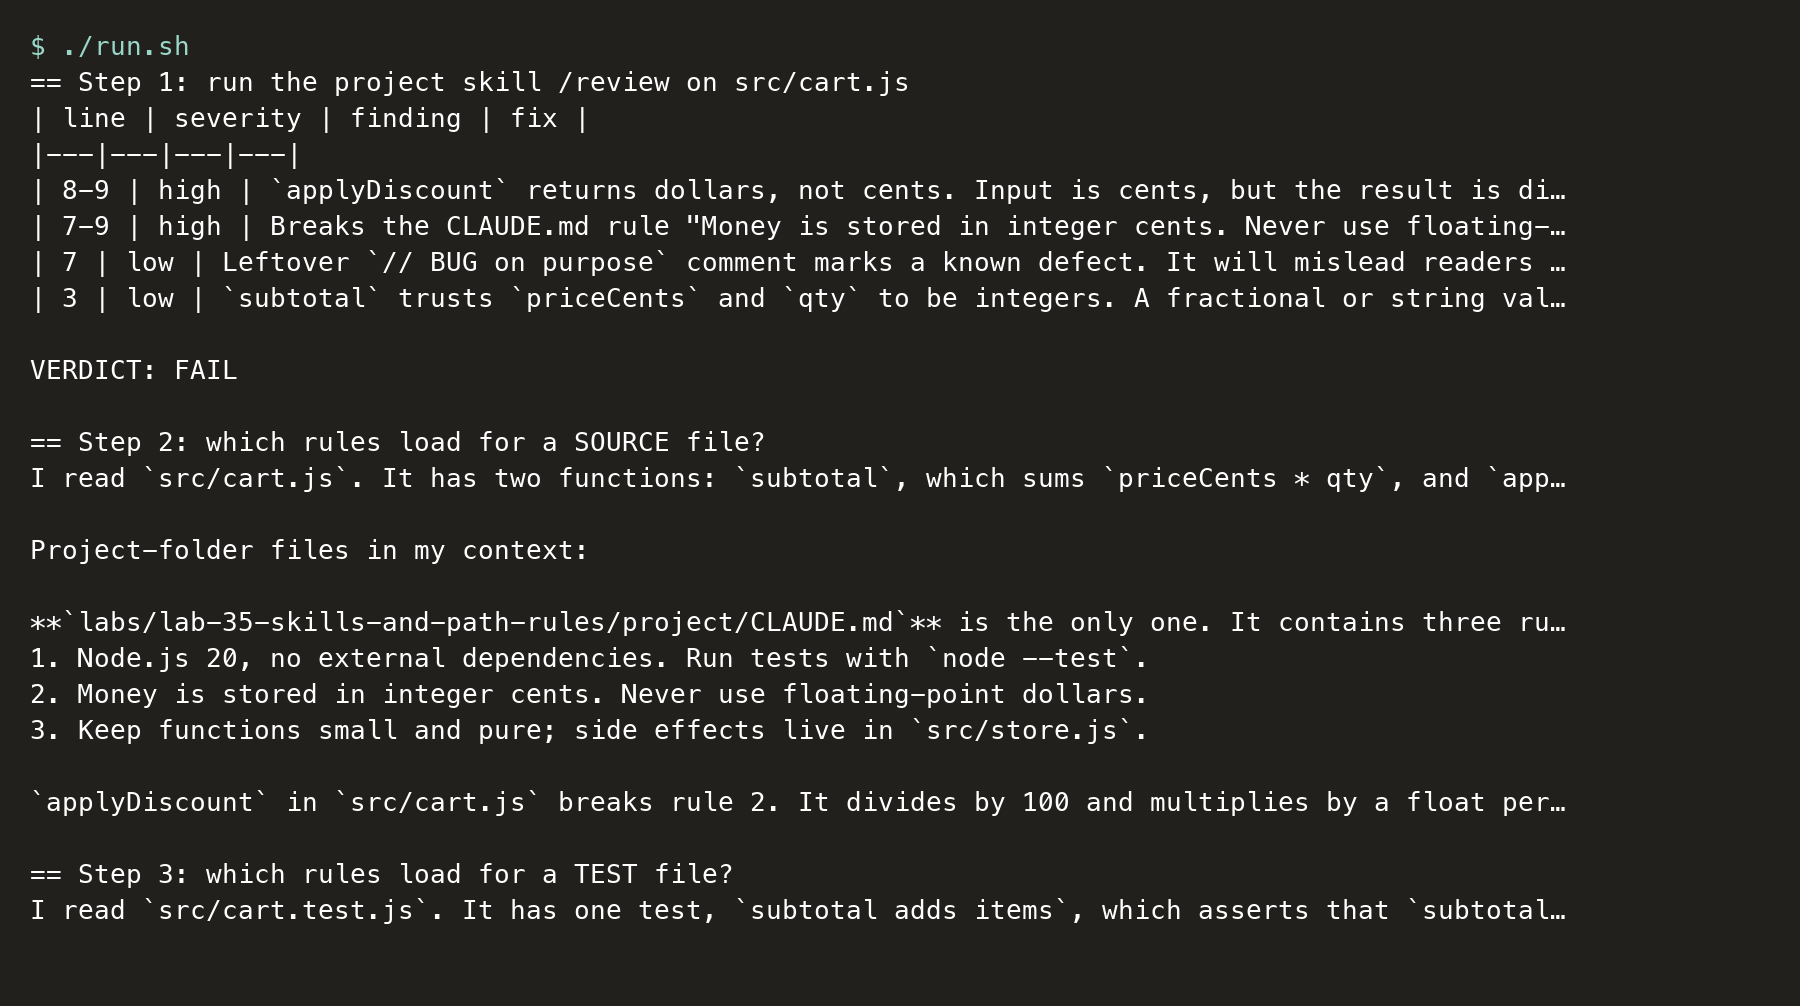 $ ./run.sh
== Step 1: run the project skill /review on src/cart.js
| line | severity | finding | fix |
|---|---|---|---|
| 8-9 | high | `applyDiscount` returns dollars, not cents. Input is cents, but the result is di…
| 7-9 | high | Breaks the CLAUDE.md rule "Money is stored in integer cents. Never use floating-…
| 7 | low | Leftover `// BUG on purpose` comment marks a known defect. It will mislead readers …
| 3 | low | `subtotal` trusts `priceCents` and `qty` to be integers. A fractional or string val…
VERDICT: FAIL
== Step 2: which rules load for a SOURCE file?
I read `src/cart.js`. It has two functions: `subtotal`, which sums `priceCents * qty`, and `app…
Project-folder files in my context:
**`labs/lab-35-skills-and-path-rules/project/CLAUDE.md`** is the only one. It contains three ru…
1. Node.js 20, no external dependencies. Run tests with `node --test`.
2. Money is stored in integer cents. Never use floating-point dollars.
3. Keep functions small and pure; side effects live in `src/store.js`.
`applyDiscount` in `src/cart.js` breaks rule 2. It divides by 100 and multiplies by a float per…
== Step 3: which rules load for a TEST file?
I read `src/cart.test.js`. It has one test, `subtotal adds items`, which asserts that `subtotal…